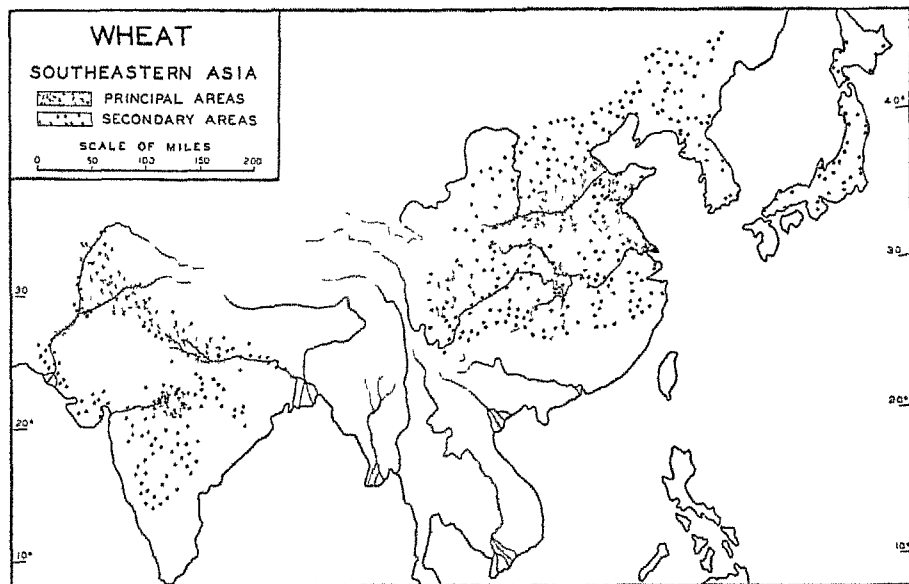 WHEAT
SOUTHEASTERN ASIA
PRINCIPAL AREAS
SECONDARY AREAS
SCALE OF MILES
0 50 100 150 200
40°
30
30
20°
20°
10°
10°